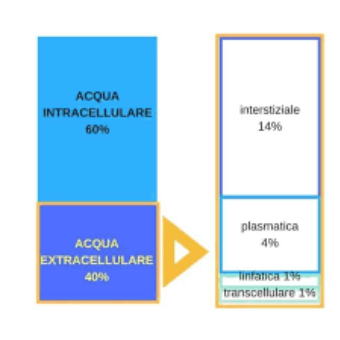 ACQUA
INTRACELLULARE
60%
ACQUA
EXTRACELLULARE
40%
interstiziale
14%
plasmatica
4%
linfatica 1%
transcellulare 1%